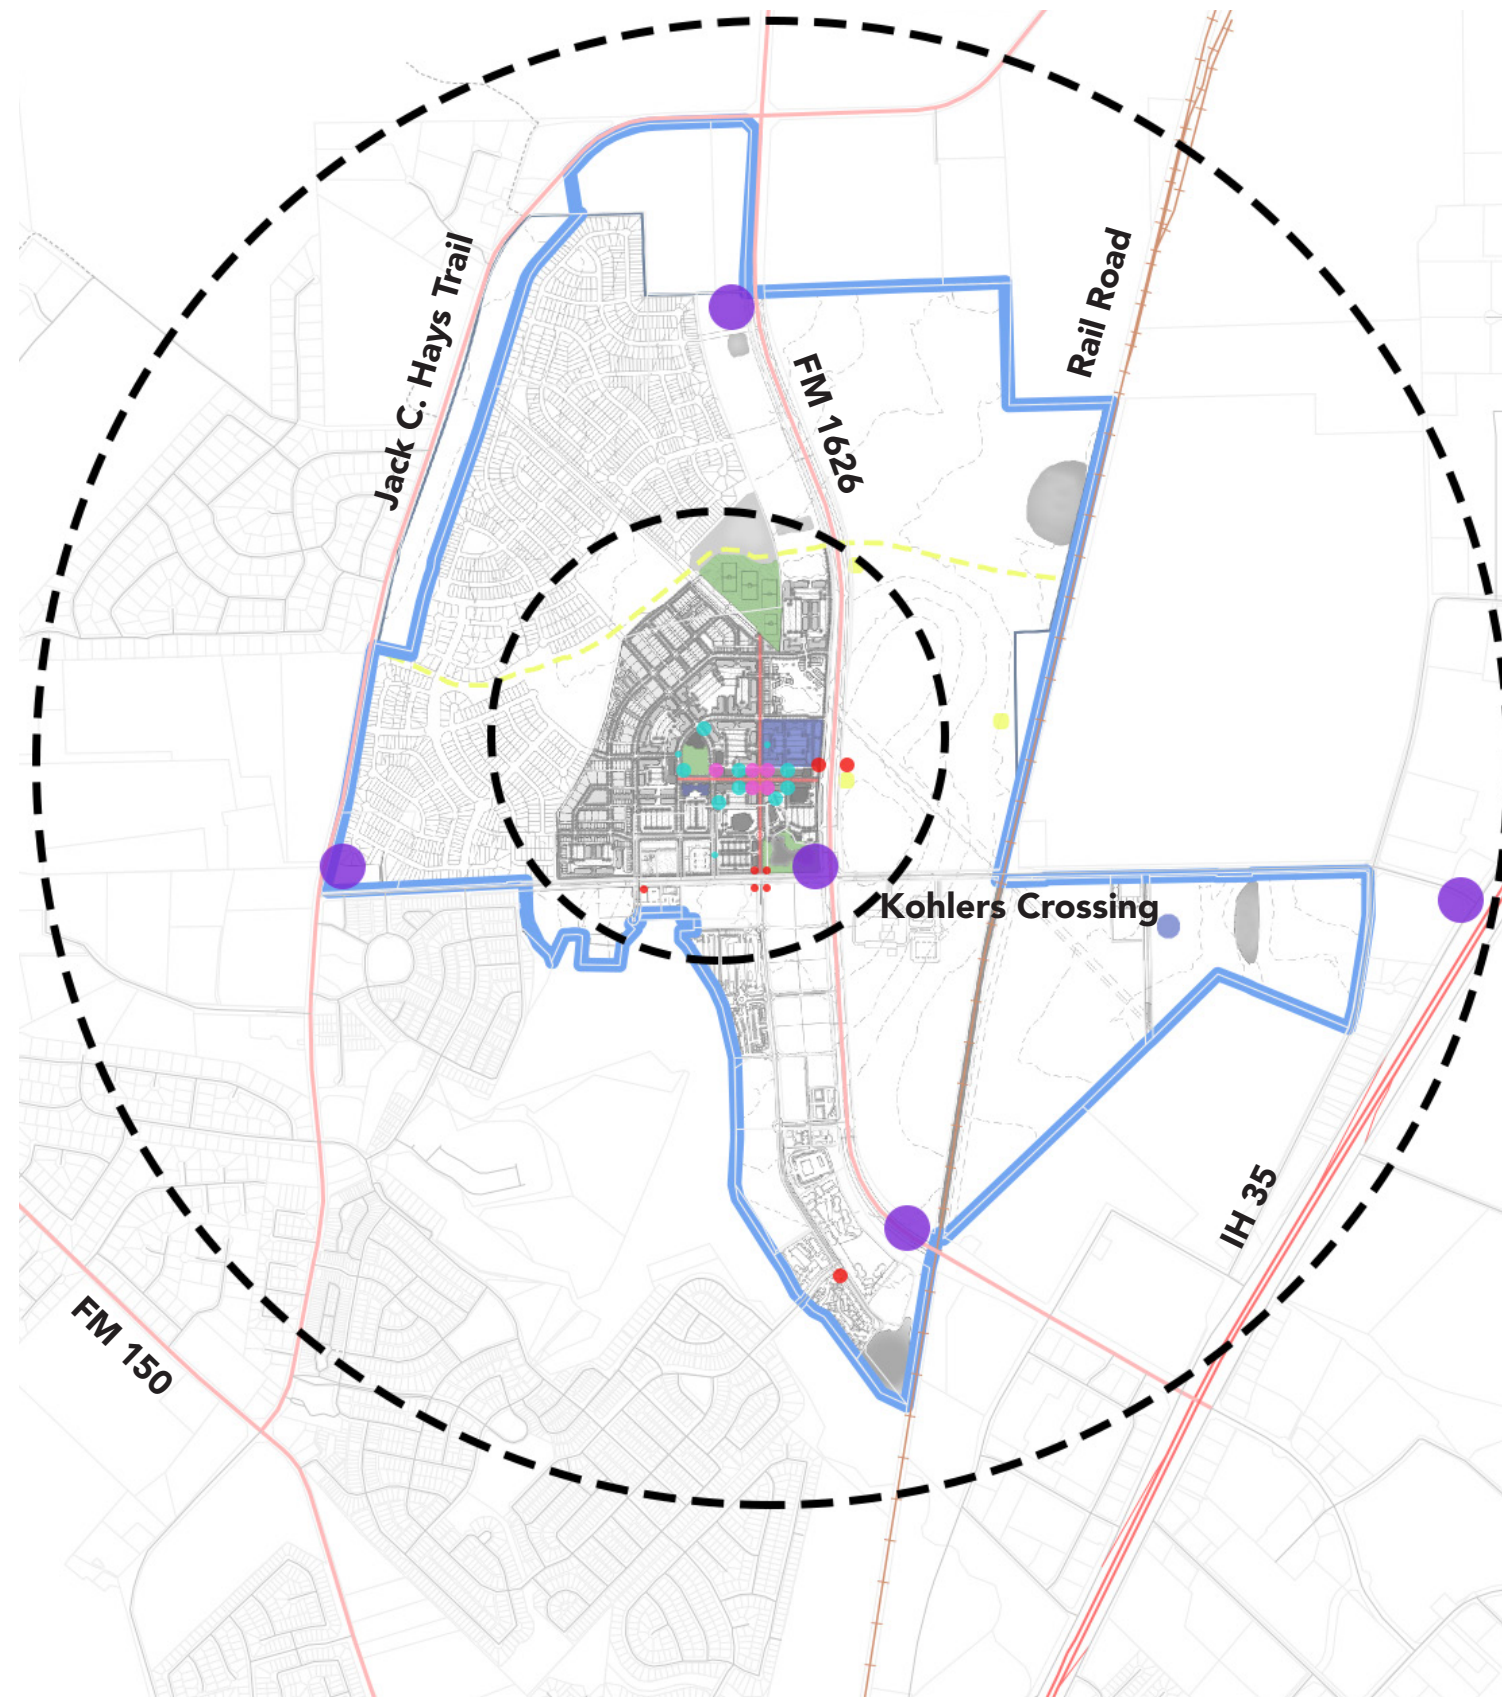 Jack C. Hays Trail
Rail Road
FM 1626
Kohlers Crossing
IH 35
FM 150